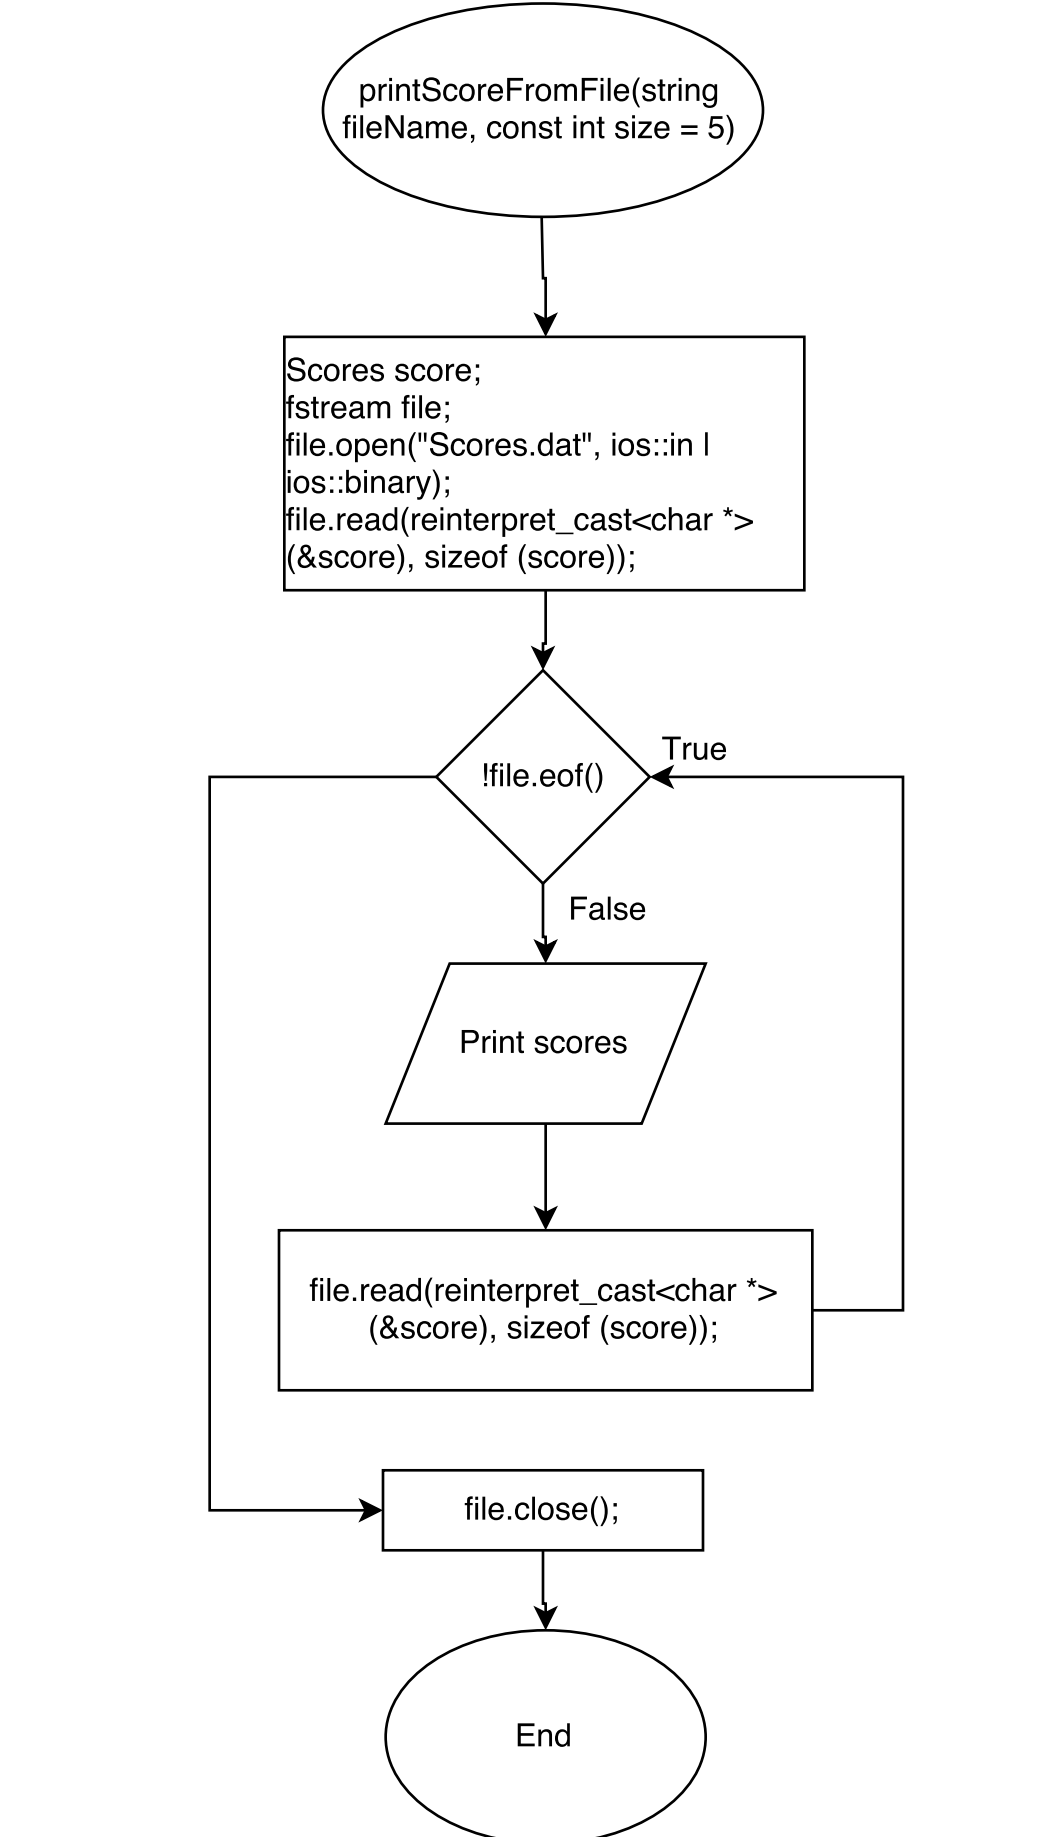 printScoreFromFile(string
fileName, const int size = 5)
Scores score;
fstream file;
file.open("Scores.dat", ios::in |
ios::binary);
file.read(reinterpret_cast<char *>
(&score), sizeof (score));
True
!file.eof()
False
Print scores
file.read(reinterpret_cast<char *>
(&score), sizeof (score));
file.close();
End